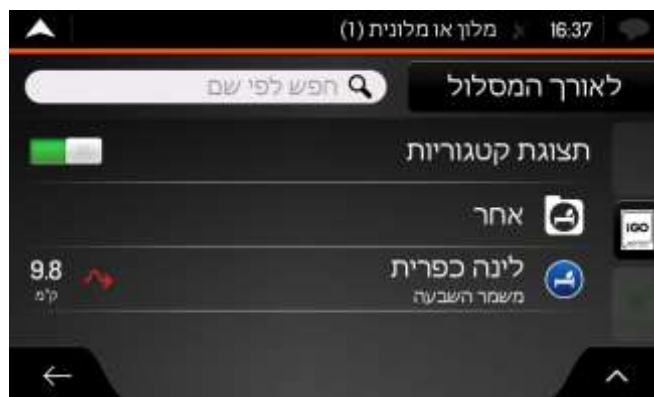 מלון או מלונית (1) 16:37
לאורך המסלול
חפש לפי שם
תצוגת קטגוריות
אחר
iGO
לינה כפרית
משמר השבעה
9.8
ק'מ